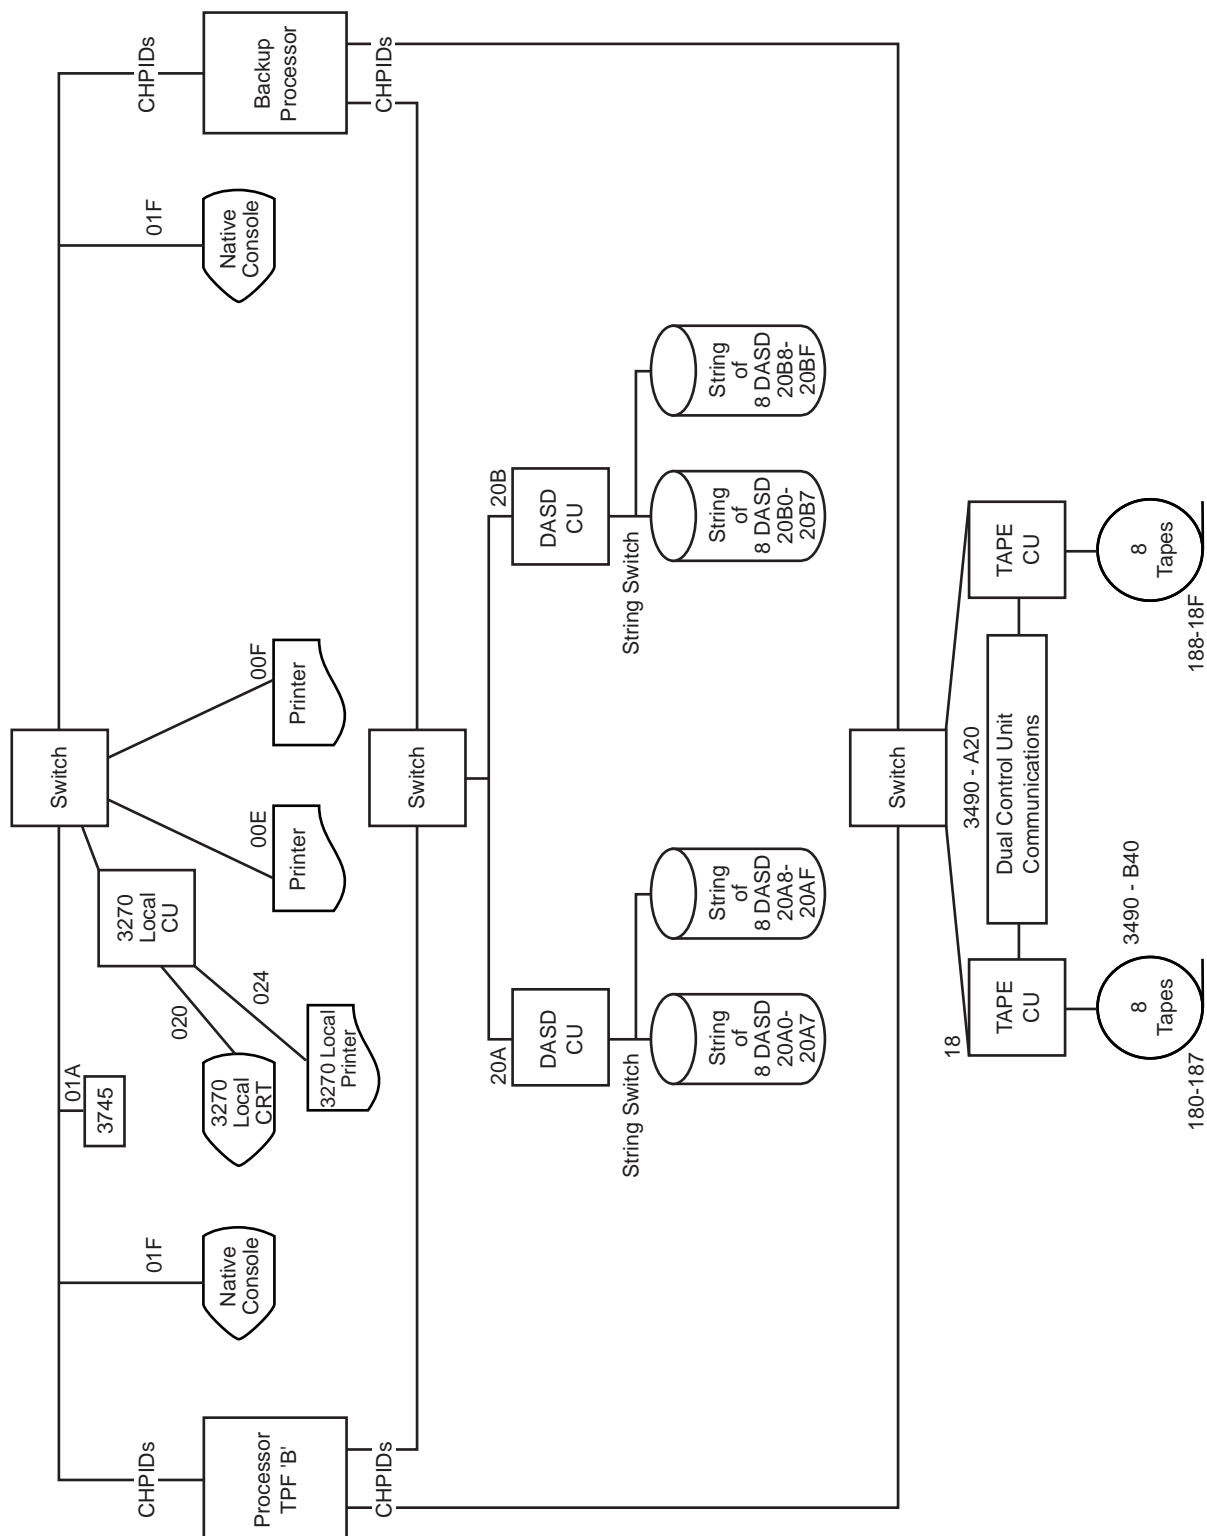 CHPIDs
CHPIDs
01F
01F
Switch
01A
3745
Processor
TPF 'B'
Native
Console
020
3270
Local
CRT
024
3270 Local
Printer
3270
Local
CU
00E
Printer
00F
Printer
Native
Console
Backup
Processor
CHPIDs
CHPIDs
Switch
20A
DASD
CU
20B
DASD
CU
String Switch
String Switch
String
of
8 DASD
20A0-
20A7
String
of
8 DASD
20A8-
20AF
String
of
8 DASD
20B0-
20B7
String
of
8 DASD
20B8-
20BF
Switch
18
3490 - A20
TAPE
CU
Dual Control Unit
Communications
TAPE
CU
3490 - B40
8
Tapes
8
Tapes
180-187
188-18F